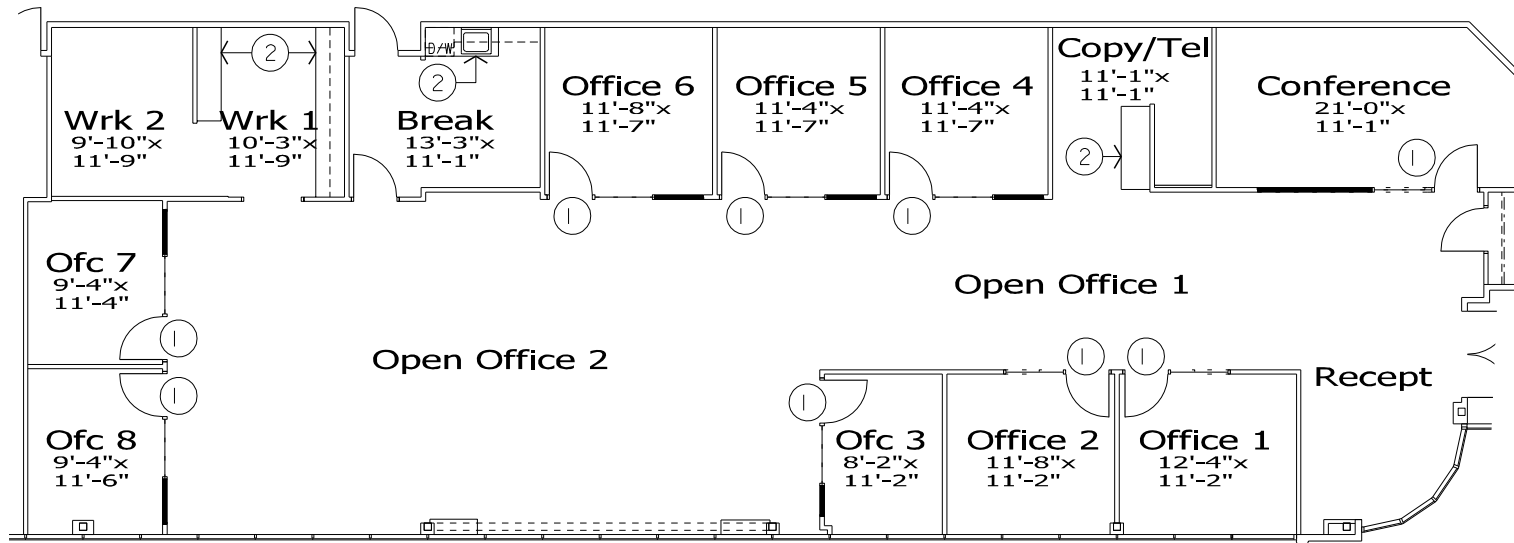 D/W
2
2
Copy/Tel
11'-1"x
11'-1"
Office 6
11'-8"x
11'-7"
Office 5
11'-4"x
11'-7"
Office 4
11'-4"x
11'-7"
Conference
21'-0"x
11'-1"
Wrk 2
9'-10"x
11'-9"
Wrk 1
10'-3"x
11'-9"
Break
13'-3"x
11'-1"
2
1
1
1
1
Ofc 7
9'-4"x
11'-4"
Open Office 1
1
Open Office 2
1
1
Recept
1
1
Ofc 8
9'-4"x
11'-6"
Ofc 3
8'-2"x
11'-2"
Office 2
11'-8"x
11'-2"
Office 1
12'-4"x
11'-2"